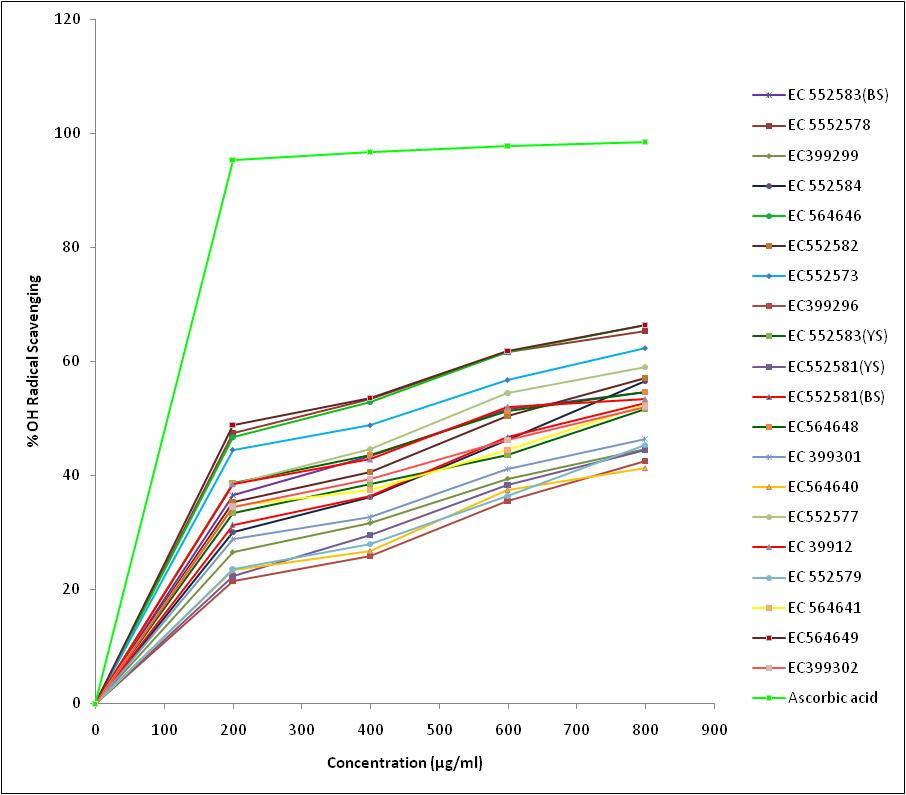 120
100
80
60
40
20
0
%OH Radical Scavenging
0 100 200 300 400 500 600 700 800 900
Concentration (µg/ml)
EC 552583(BS)
EC 5552578
EC399299
EC 552584
EC 564646
EC552582
EC552573
EC399296
EC 552583(YS)
EC552581(YS)
EC552581(BS)
EC564648
EC 399301
EC564640
EC552577
EC 39912
EC 552579
EC 564641
EC564649
EC399302
Ascorbic acid